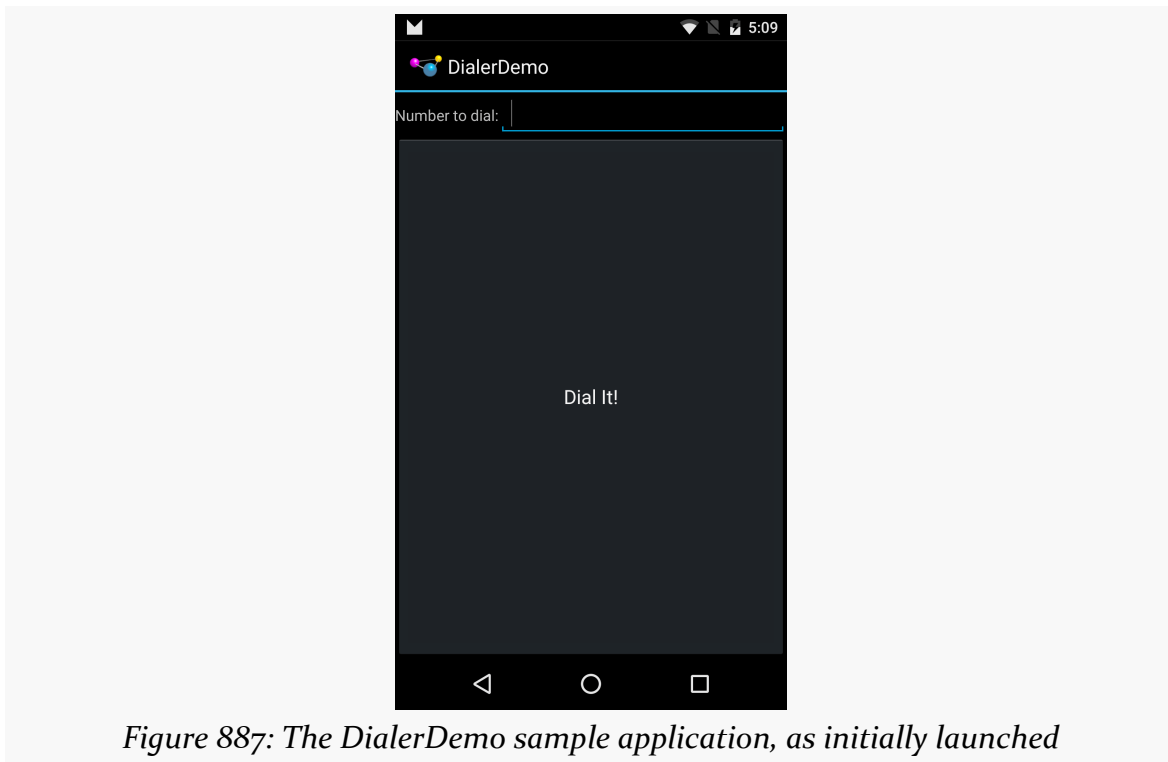 5:09
DialerDemo
Number to dial:
Dial It!
Figure 887: The DialerDemo sample application, as initially launched